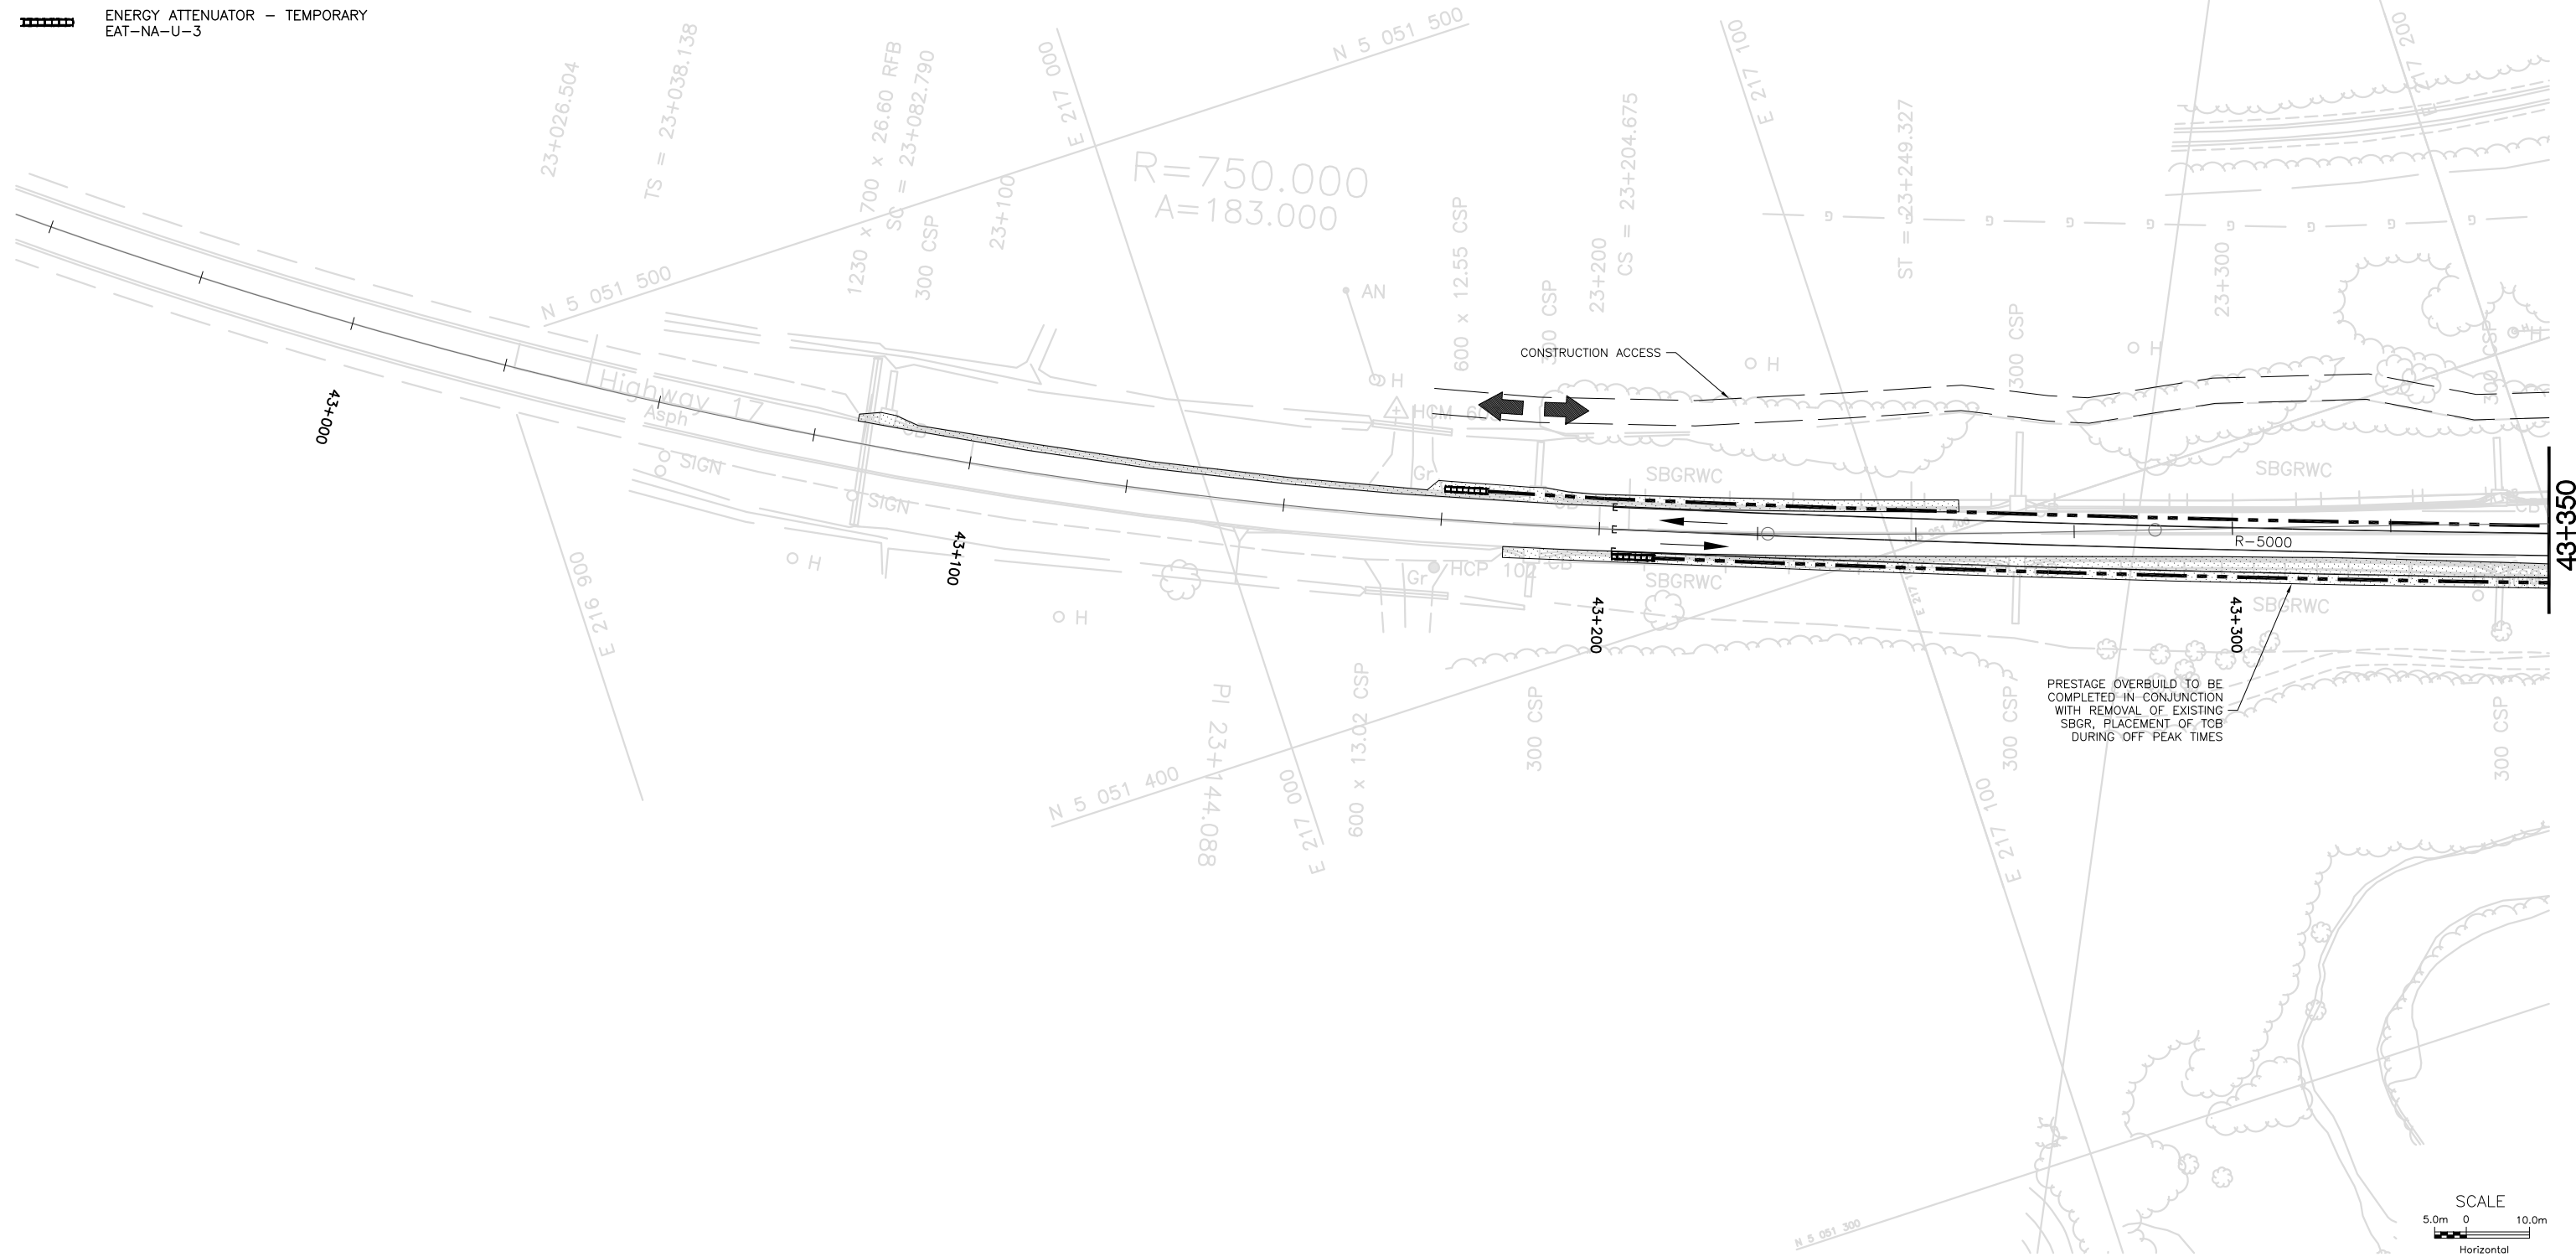 ENERGY ATTENUATOR – TEMPORARY
EAT–NA–U–3
23+026.504
TS = 23+038.138
1230 x 700 x 26.60 RFB
SC = 23+082.790
300 CSP
23+100
E 217 000
N 5 051 500
R=750.000
A=183.000
N 5 051 500
600 x 12.55 CSP
300 CSP
23+200
CS = 23+204.675
E 217 100
ST = 23+249.327
23+300
300 CSP
E 217 200
300 CSP
AN
H
H
H
H
CONSTRUCTION ACCESS
Highway 17
Asph
SIGN
SIGN
CB
HCM
Gr
CB
SBGRWC
SBGRWC
43+000
43+100
43+200
43+300
43+350
R–5000
H
H
Gr
HCP 102
CB
SBGRWC
SBGRWC
E 216 900
PRESTAGE OVERBUILD TO BE
COMPLETED IN CONJUNCTION
WITH REMOVAL OF EXISTING
SBGR, PLACEMENT OF TCB
DURING OFF PEAK TIMES
PI 23+144.088
N 5 051 400
E 217 000
600 x 13.02 CSP
300 CSP
300 CSP
E 217 100
300 CSP
N 5 051 300
SCALE
5.0m 0 10.0m
Horizontal